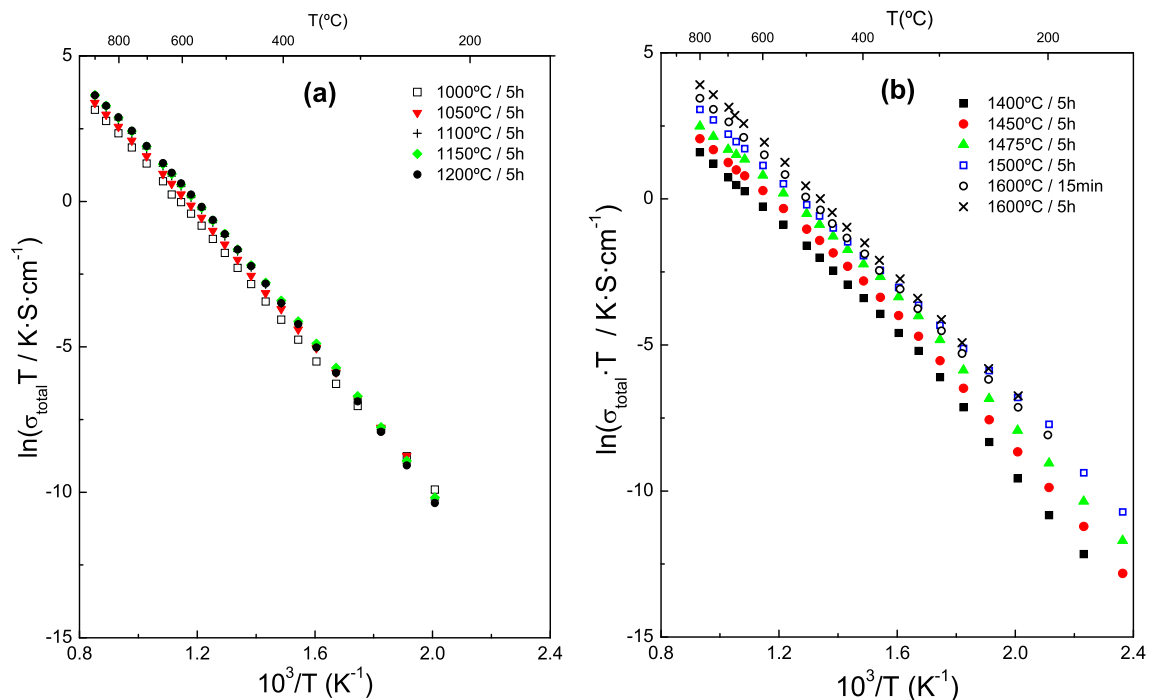 T(ºC)
800 600 400 200
(a)
1000ºC / 5h
1050ºC / 5h
1100ºC / 5h
1150ºC / 5h
1200ºC / 5h
5
0
-5
-10
-15
ln(σtotalT / K·S·cm-1)
0.8 1.2 1.6 2.0 2.4
10³/T (K-1)
T(ºC)
800 600 400 200
(b)
1400ºC / 5h
1450ºC / 5h
1475ºC / 5h
1500ºC / 5h
1600ºC / 15min
1600ºC / 5h
5
0
-5
-10
-15
ln(σtotal·T / K·S·cm-1)
0.8 1.2 1.6 2.0 2.4
10³/T (K-1)